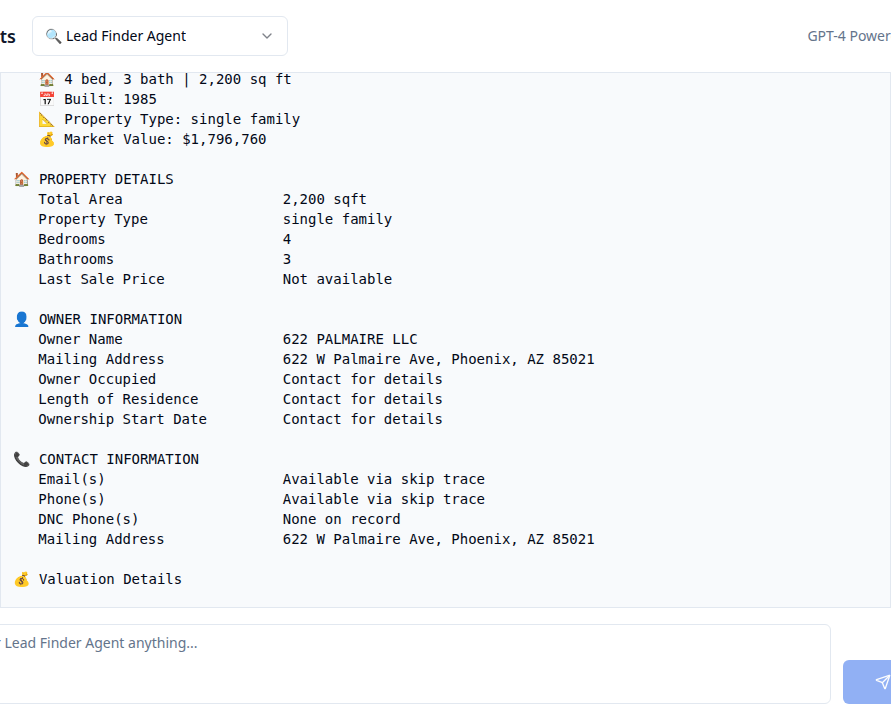 ts
🔍 Lead Finder Agent
GPT-4 Power
🏠 4 bed, 3 bath | 2,200 sq ft
📅 Built: 1985
📐 Property Type: single family
💰 Market Value: $1,796,760
🏠 PROPERTY DETAILS
Total Area 2,200 sqft
Property Type single family
Bedrooms 4
Bathrooms 3
Last Sale Price Not available
👤 OWNER INFORMATION
Owner Name 622 PALMAIRE LLC
Mailing Address 622 W Palmaire Ave, Phoenix, AZ 85021
Owner Occupied Contact for details
Length of Residence Contact for details
Ownership Start Date Contact for details
📞 CONTACT INFORMATION
Email(s) Available via skip trace
Phone(s) Available via skip trace
DNC Phone(s) None on record
Mailing Address 622 W Palmaire Ave, Phoenix, AZ 85021
💰 Valuation Details
Lead Finder Agent anything...